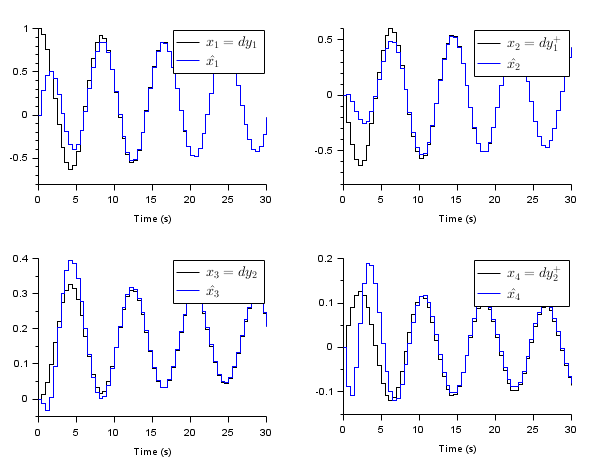 1
0.5
0
-0.5
0 5 10 15 20 25 30
Time (s)
x₁ = dy₁
x̂₁
0.5
0
-0.5
0 5 10 15 20 25 30
Time (s)
x₂ = dy₁⁺
x̂₂
0.4
0.3
0.2
0.1
0
0 5 10 15 20 25 30
Time (s)
x₃ = dy₂
x̂₃
0.2
0.1
0
-0.1
0 5 10 15 20 25 30
Time (s)
x₄ = dy₂⁺
x̂₄